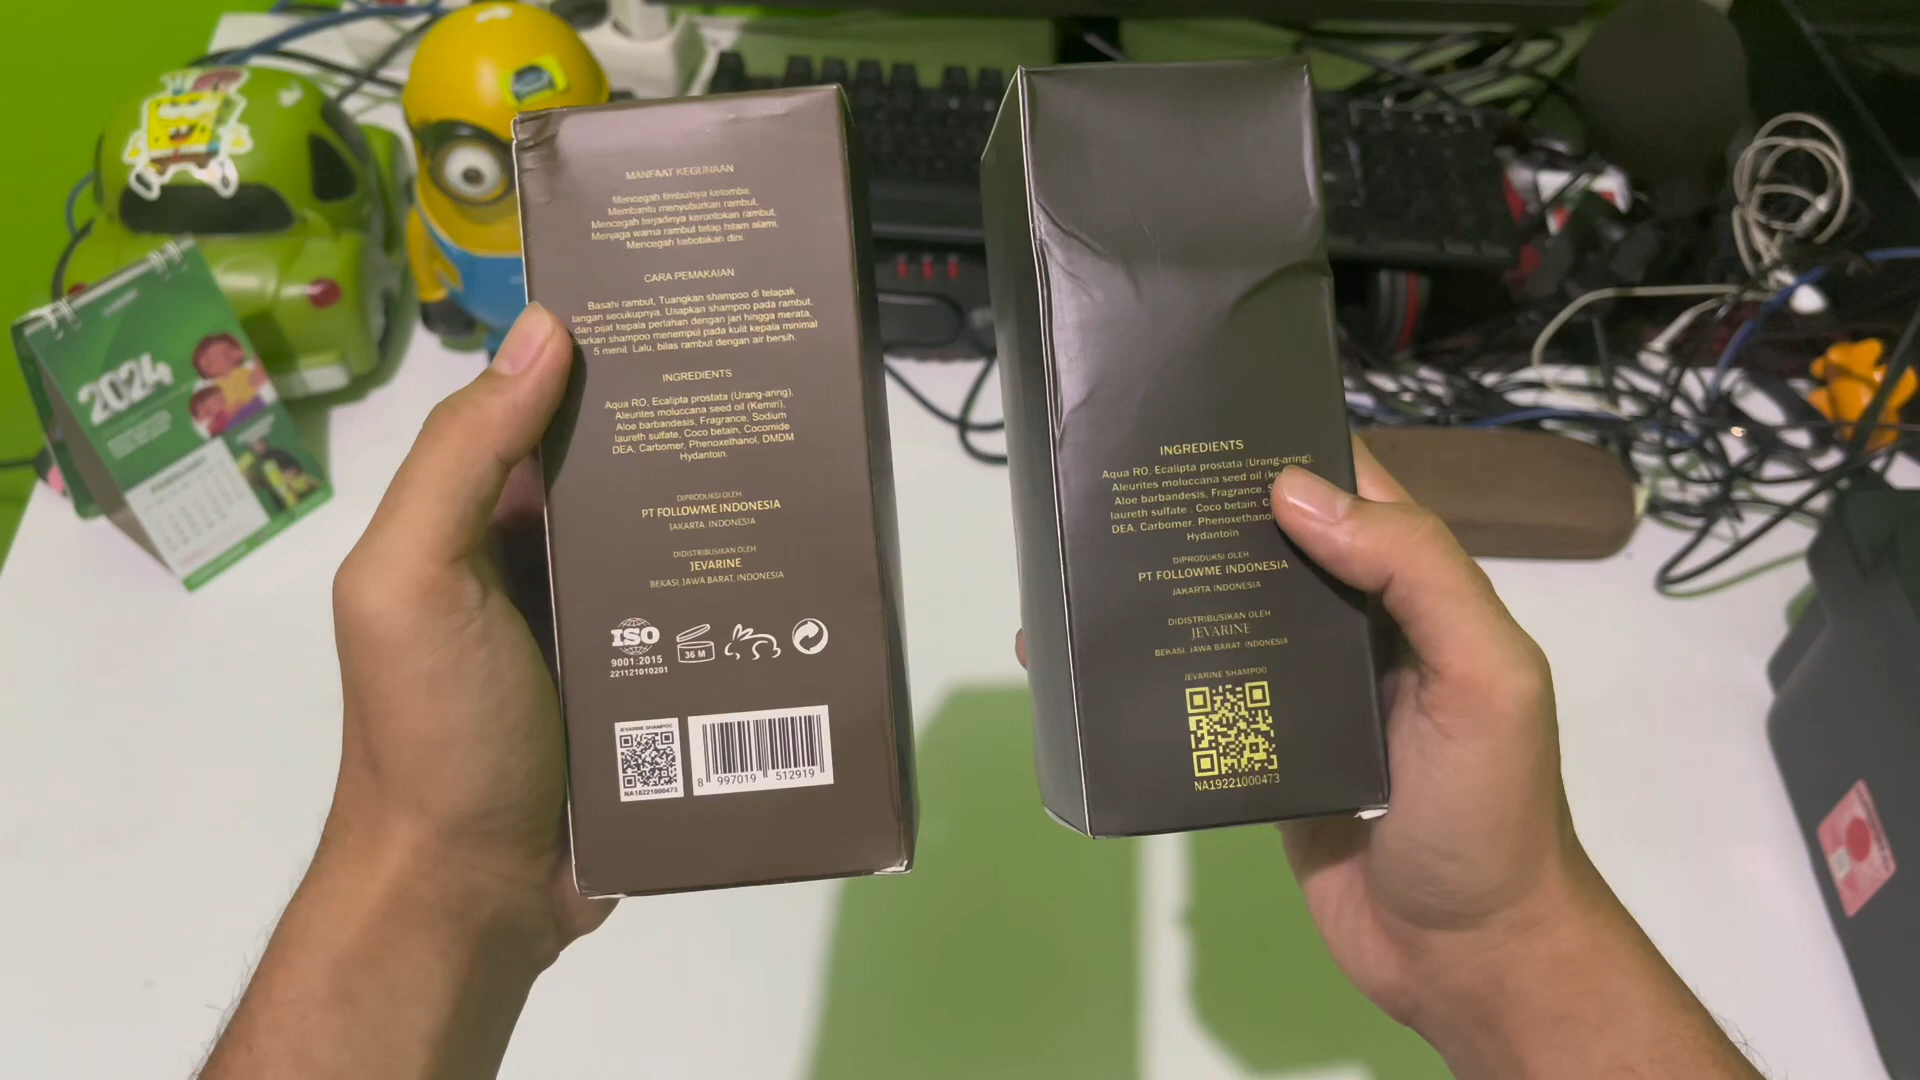 MANFAAT KEGUNAAN
Mencegah timbulnya ketombe,
Membantu menyuburkan rambut,
Mencegah terjadinya kerontokan rambut,
Menjaga warna rambut tetap hitam alami,
Mencegah kebotakan dini.
CARA PEMAKAIAN
Basahi rambut, Tuangkan shampoo di telapak
tangan secukupnya. Usapkan shampoo pada rambut,
dan pijat kepala perlahan dengan jari hingga merata,
biarkan shampoo menempel pada kulit kepala minimal
5 menit. Lalu, bilas rambut dengan air bersih.
INGREDIENTS
Aqua RO, Ecalipta prostata (Urang-aring),
Aleurites moluccana seed oil (Kemiri),
Aloe barbandesis, Fragrance, Sodium
laureth sulfate, Coco betain, Cocomide
DEA, Carbomer, Phenoxethanol, DMDM
Hydantoin.
DIPRODUKSI OLEH
PT FOLLOWME INDONESIA
JAKARTA, INDONESIA
DIDISTRIBUSIKAN OLEH
JEVARINE
BEKASI, JAWA BARAT, INDONESIA
ISO
9001:2015
221121010201
36 M
JEVARINE SHAMPOO
NA18221000473
8 997019 512919
INGREDIENTS
Aqua RO, Ecalipta prostata (Urang-aring),
Aleurites moluccana seed oil
Aloe barbandesis, Fragrance,
laureth sulfate , Coco betain,
DEA, Carbomer, Phenoxethanol
Hydantoin
DIPRODUKSI OLEH
PT FOLLOWME INDONESIA
JAKARTA INDONESIA
DIDISTRIBUSIKAN OLEH
JEVARINE
BEKASI, JAWA BARAT, INDONESIA
JEVARINE SHAMPOO
NA19221000473
2024
FEBRUARY